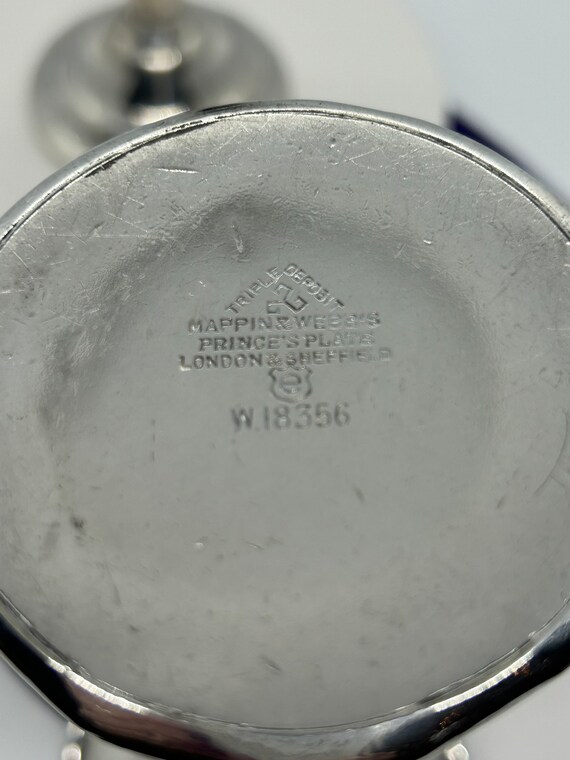 TRIPLE DEPOSIT
MAPPIN & WEBB'S
PRINCE'S PLATE
LONDON & SHEFFIELD
e
W.18356